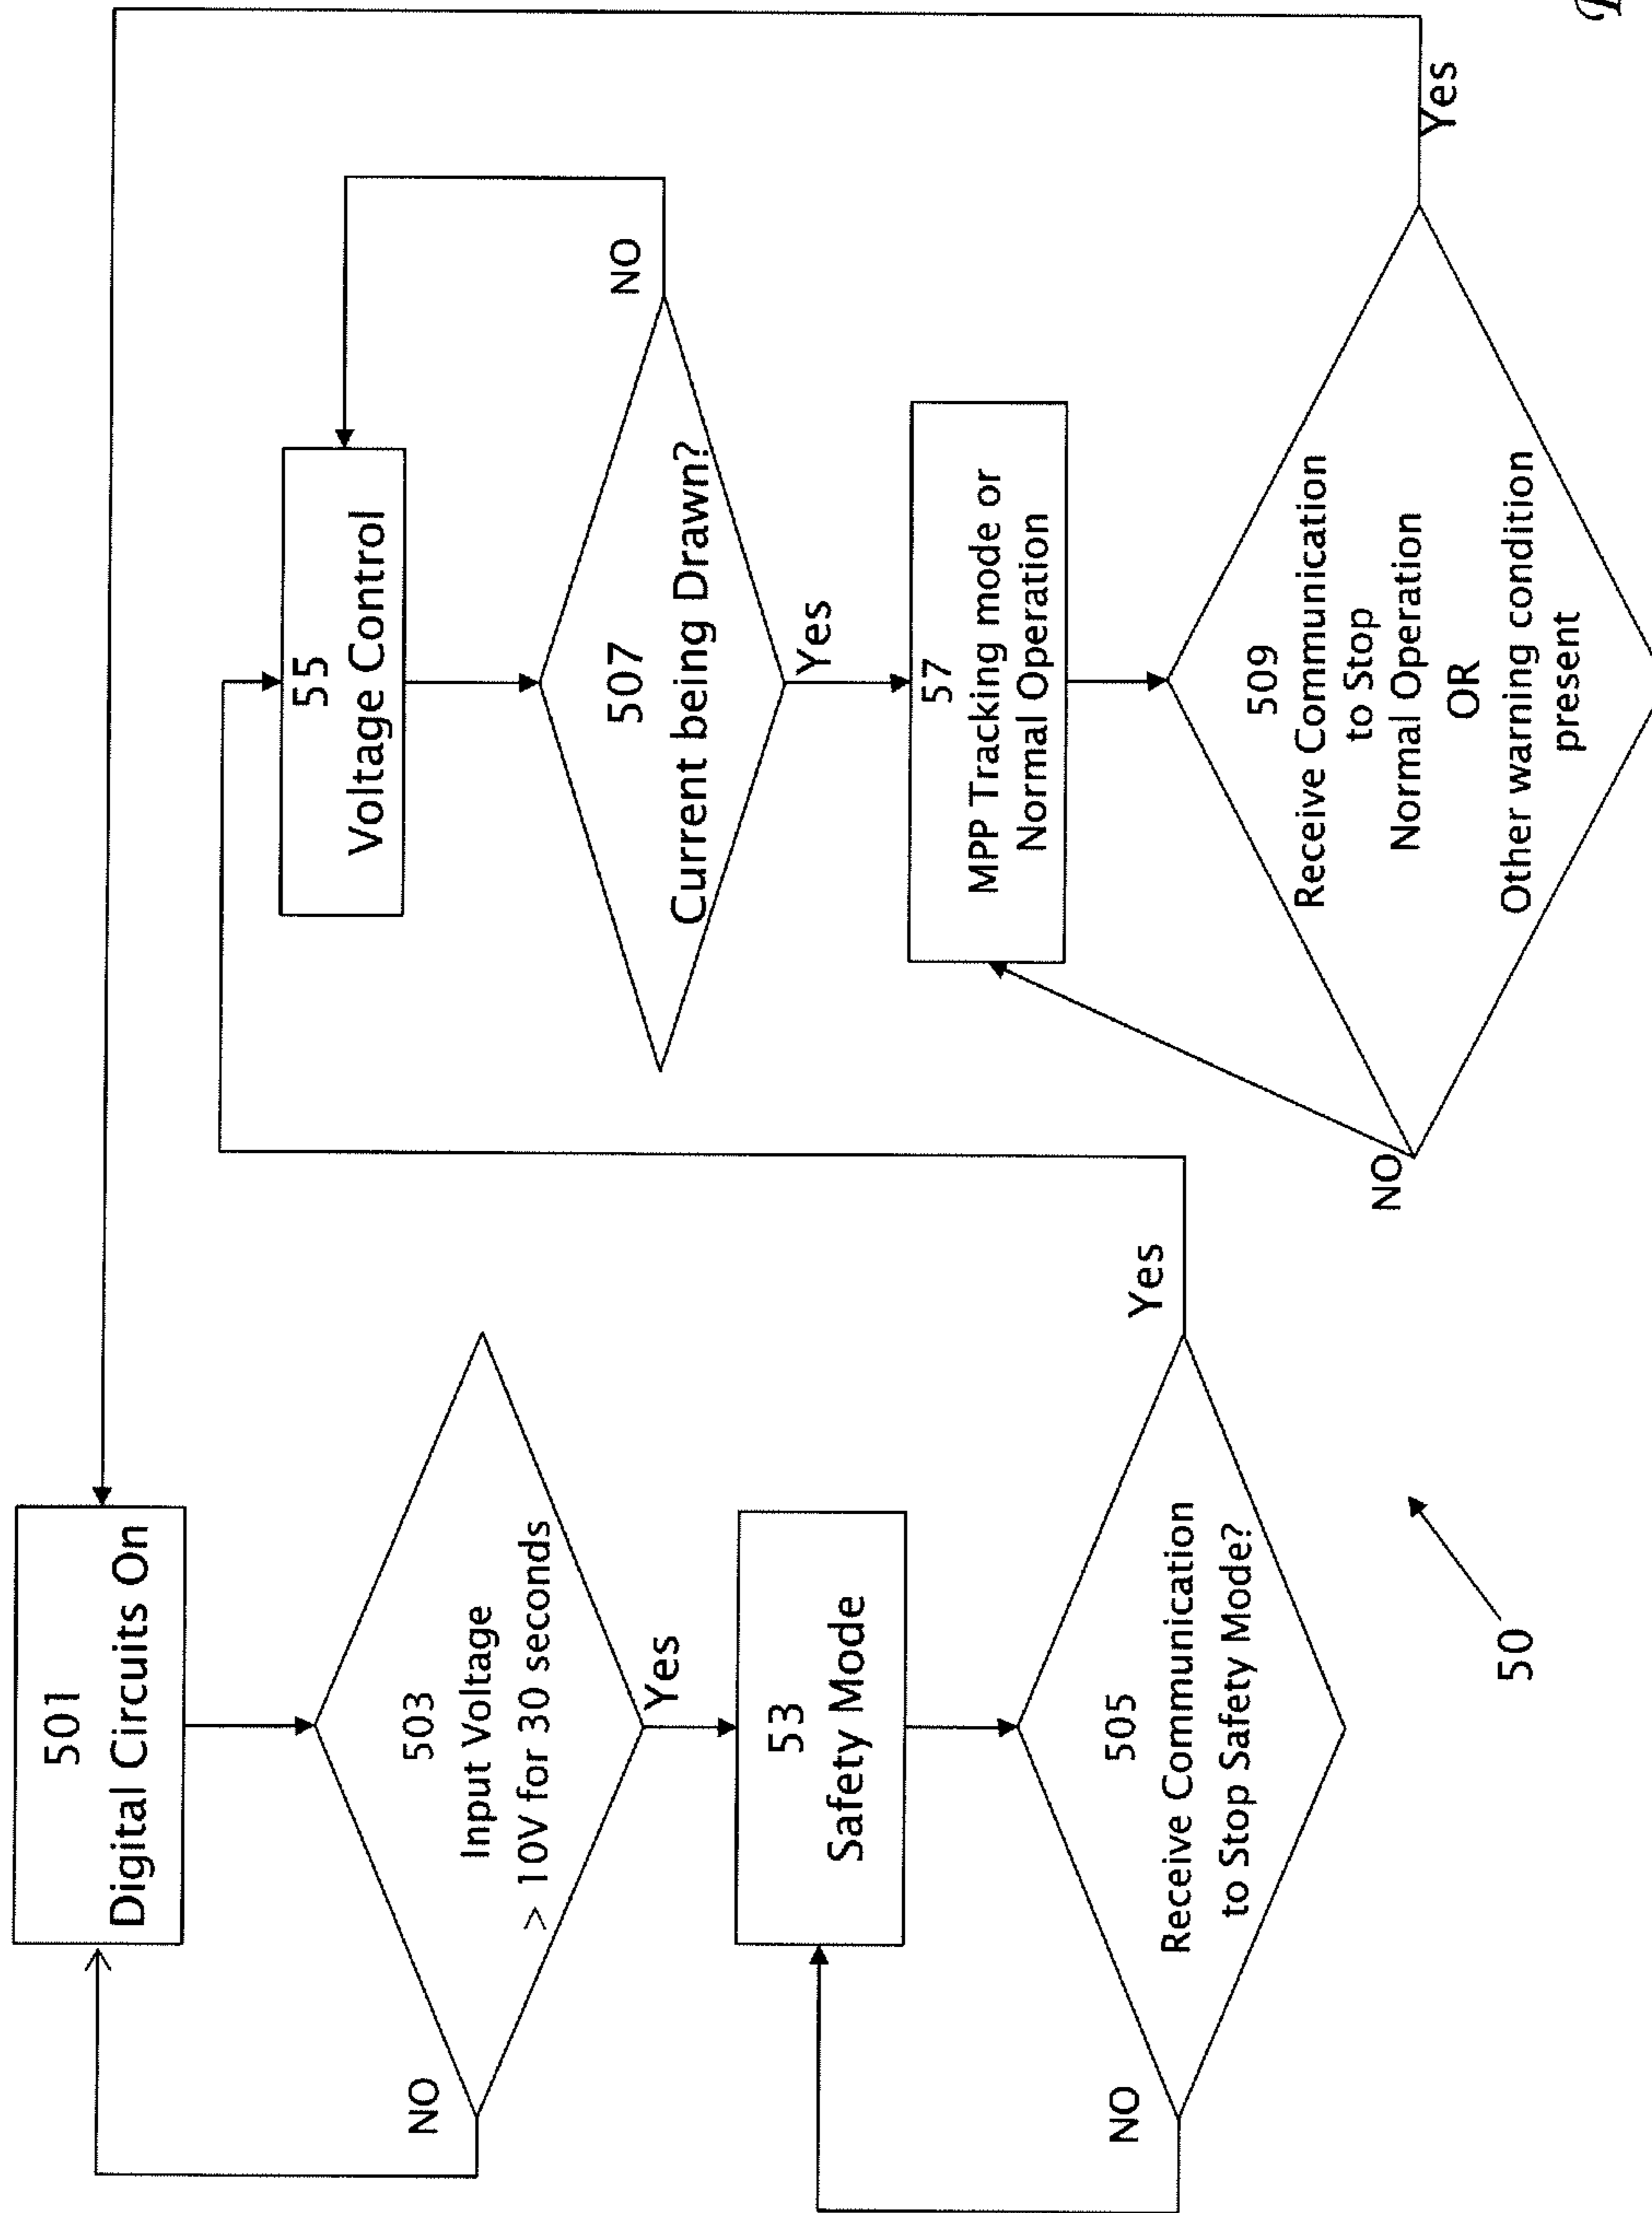 501
Digital Circuits On
503
Input Voltage
> 10V for 30 seconds
NO
Yes
53
Safety Mode
505
Receive Communication
to Stop Safety Mode?
NO
Yes
50
55
Voltage Control
507
Current being Drawn?
NO
Yes
57
MPP Tracking mode or
Normal Operation
509
Receive Communication
to Stop
Normal Operation
OR
Other warning condition
present
NO
Yes